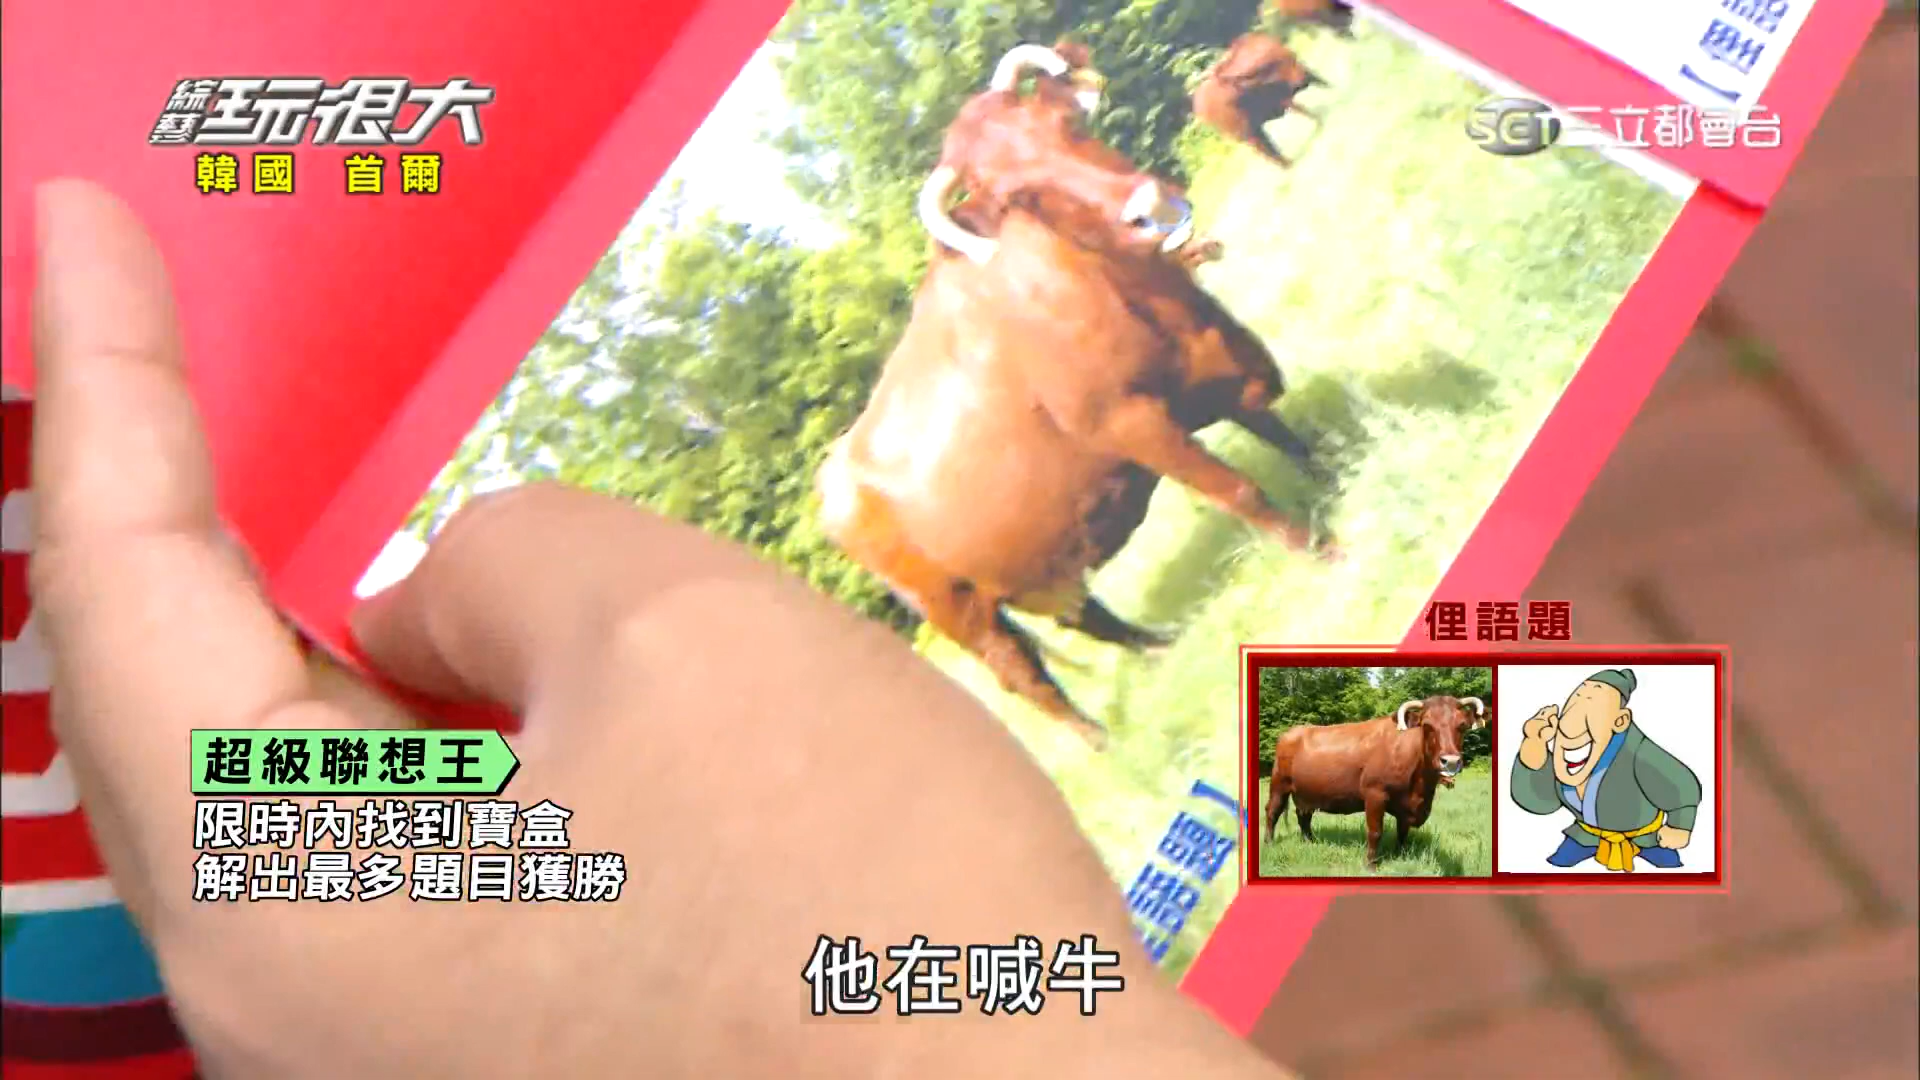 綜藝玩很大
韓國 首爾
SET三立都會台
俚語題
超級聯想王
限時內找到寶盒
解出最多題目獲勝
他在喊牛